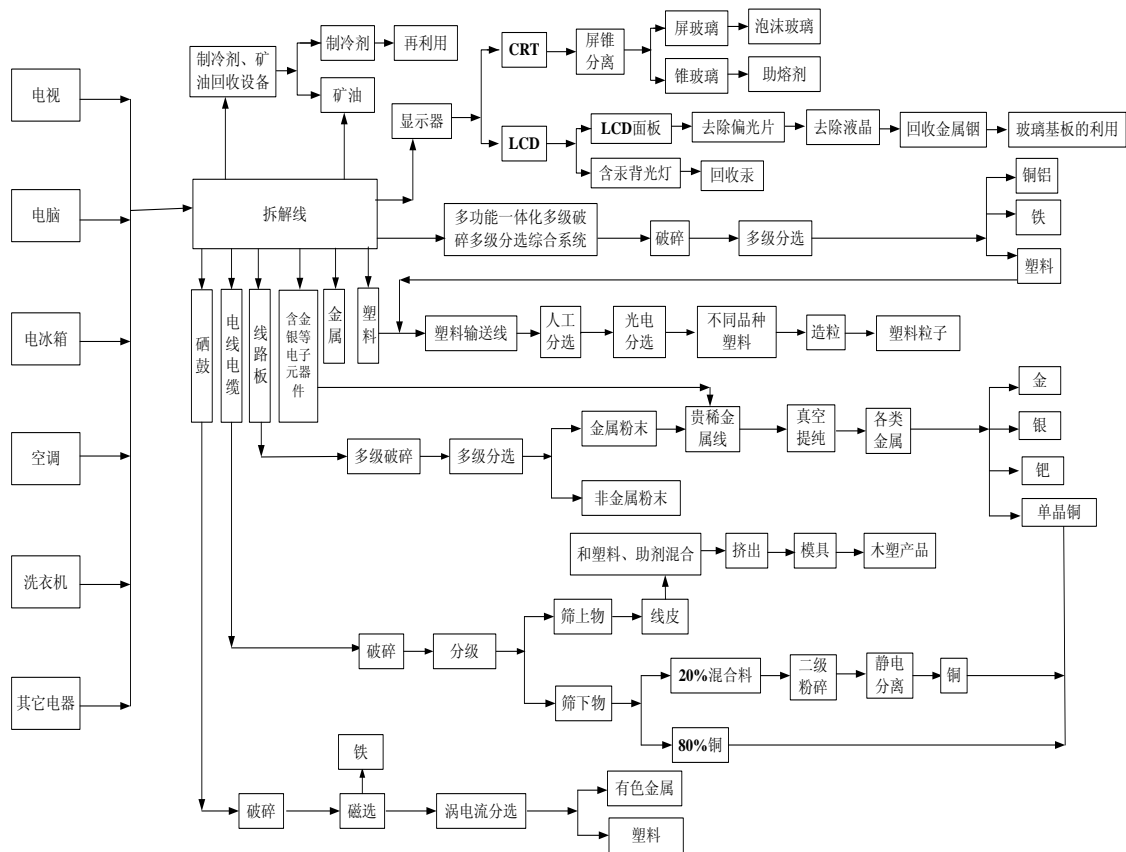 电视
电脑
电冰箱
空调
洗衣机
其它电器
制冷剂、矿
油回收设备
制冷剂
再利用
矿油
拆解线
显示器
CRT
屏锥
分离
屏玻璃
泡沫玻璃
锥玻璃
助熔剂
LCD
LCD面板
去除偏光片
去除液晶
回收金属铟
玻璃基板的利用
含汞背光灯
回收汞
多功能一体化多级破
碎多级分选综合系统
破碎
多级分选
铜铝
铁
塑料
硒鼓
电线电缆
线路板
含金
银等
电子
元器
件
金属
塑料
塑料输送线
人工
分选
光电
分选
不同品种
塑料
造粒
塑料粒子
多级破碎
多级分选
金属粉末
非金属粉末
贵稀金
属线
真空
提纯
各类
金属
金
银
钯
单晶铜
破碎
分级
筛上物
线皮
和塑料、助剂混合
挤出
模具
木塑产品
筛下物
20%混合料
二级
粉碎
静电
分离
铜
80%铜
破碎
磁选
铁
涡电流分选
有色金属
塑料